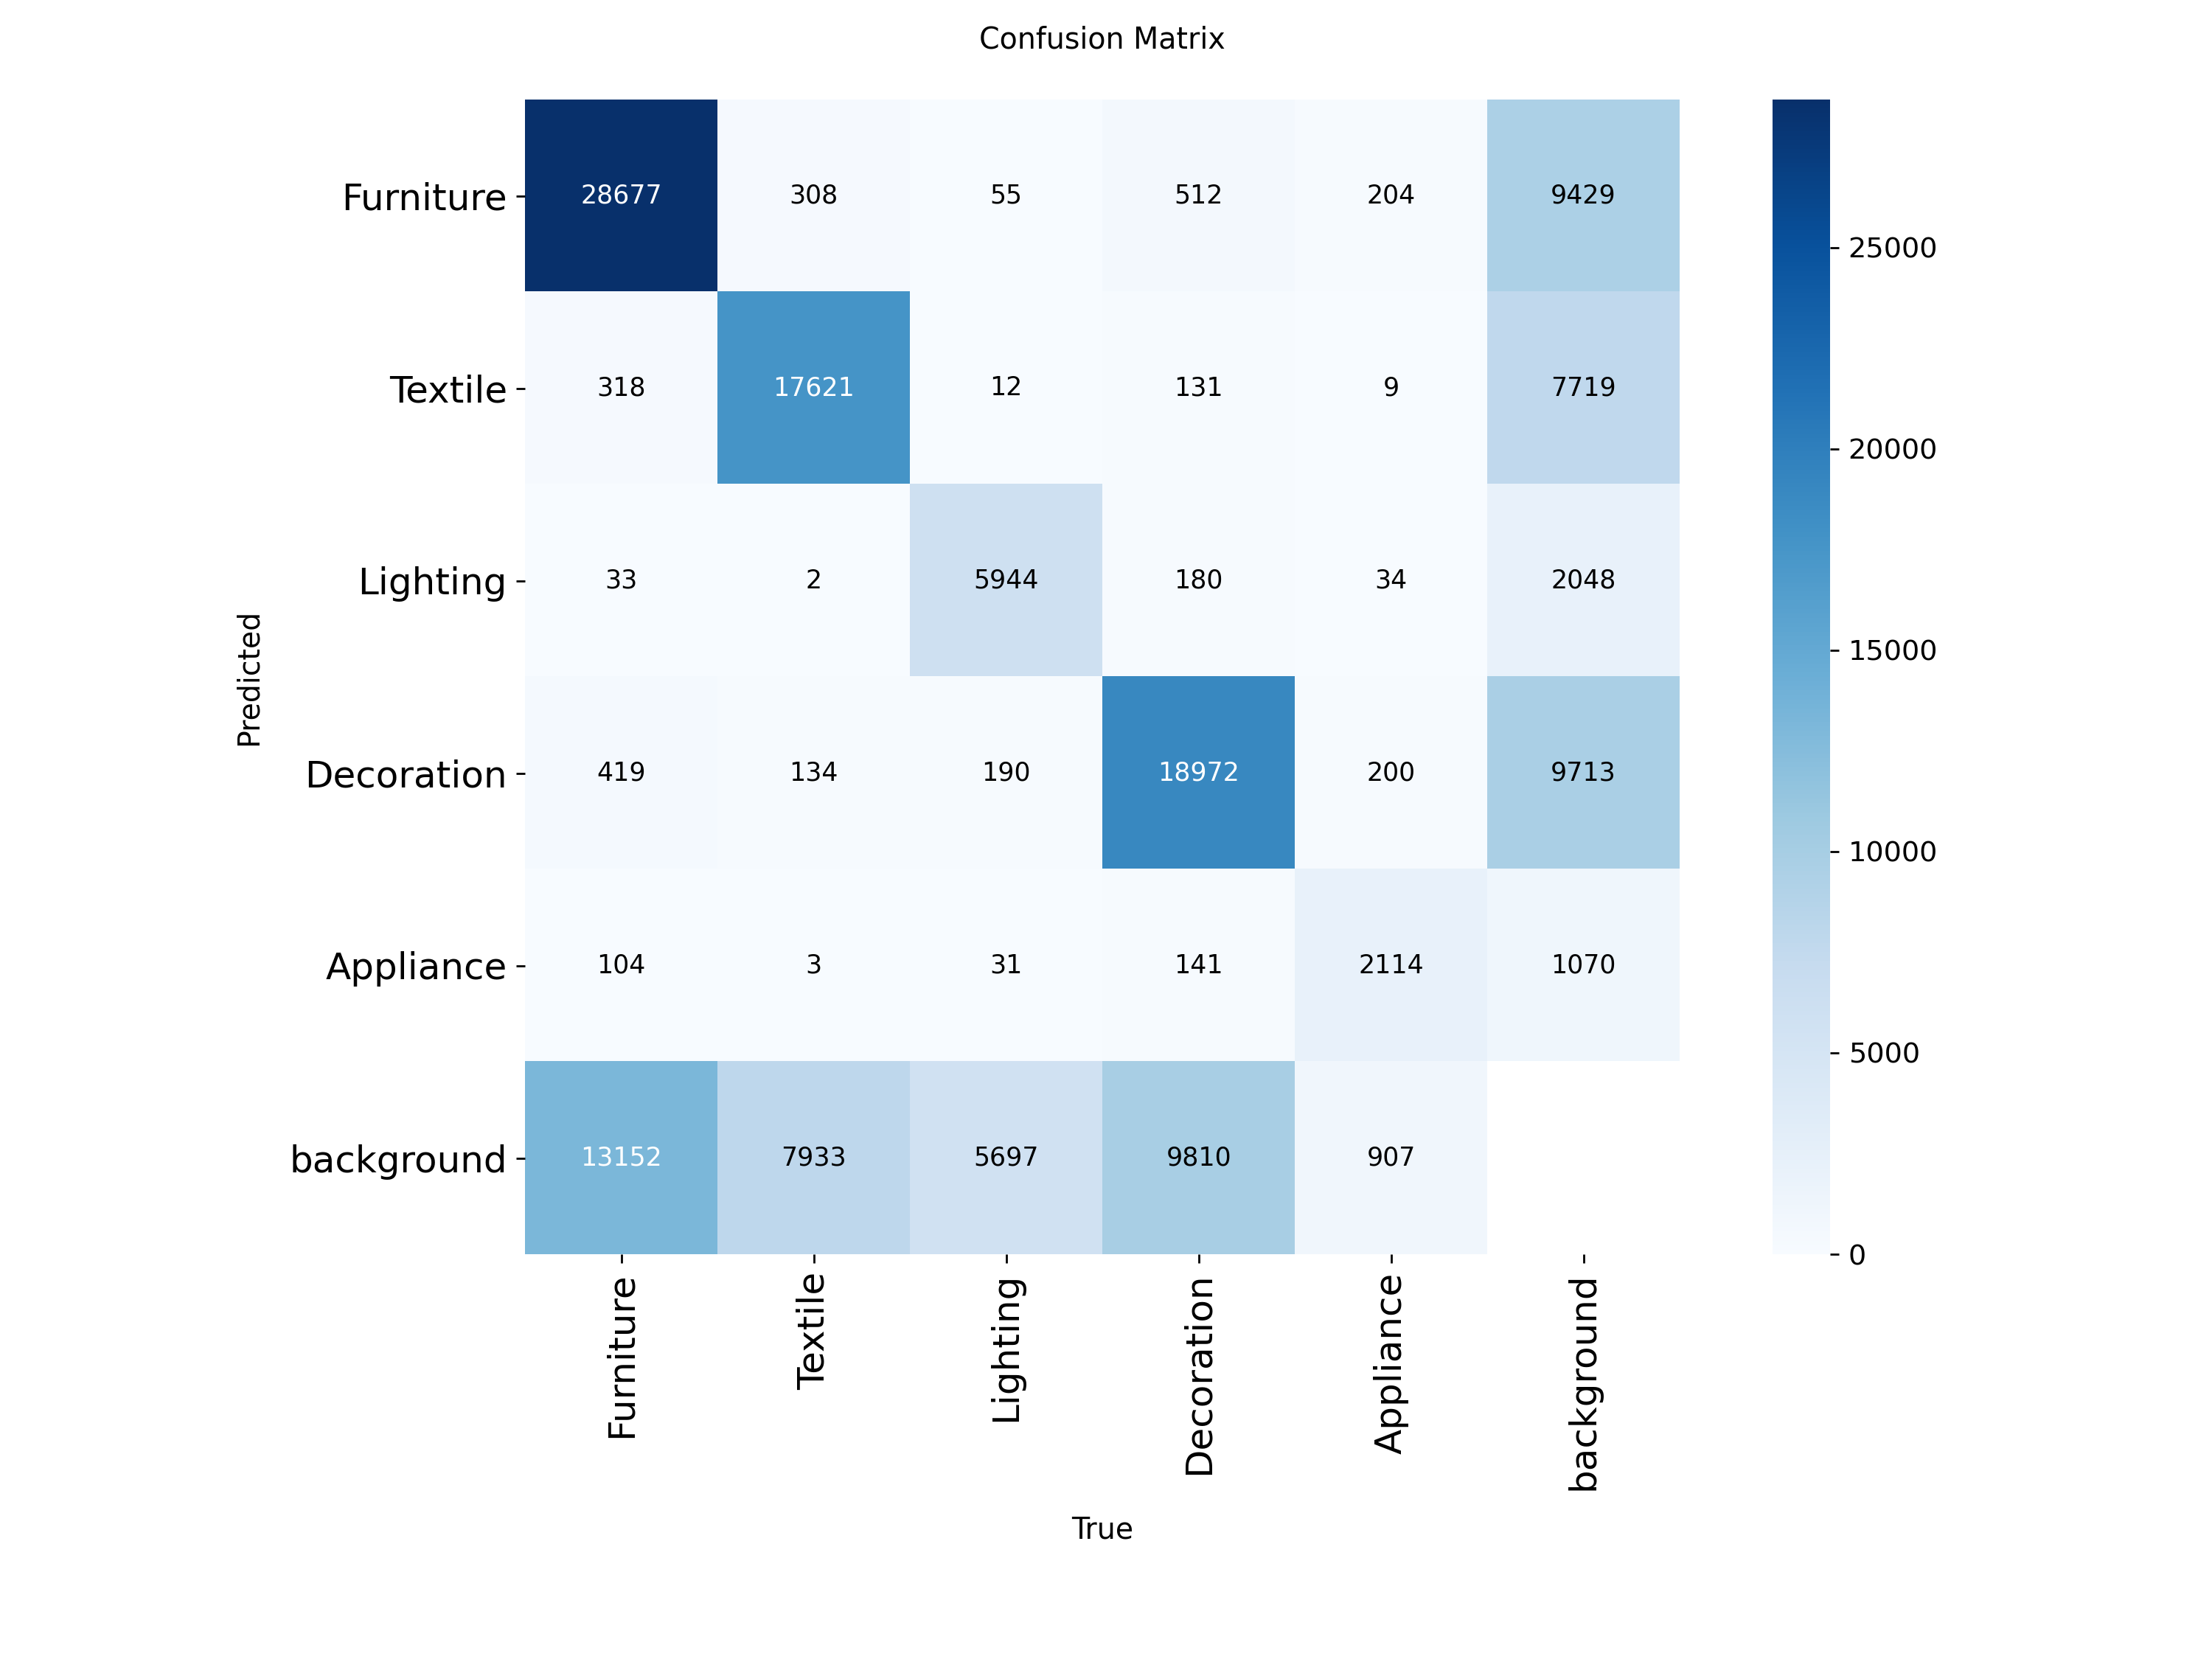 Confusion Matrix
Furniture 28677 308 55 512 204 9429
Textile 318 17621 12 131 9 7719
Lighting 33 2 5944 180 34 2048
Decoration 419 134 190 18972 200 9713
Appliance 104 3 31 141 2114 1070
background 13152 7933 5697 9810 907
Predicted
Furniture Textile Lighting Decoration Appliance background
True
25000
20000
15000
10000
5000
0